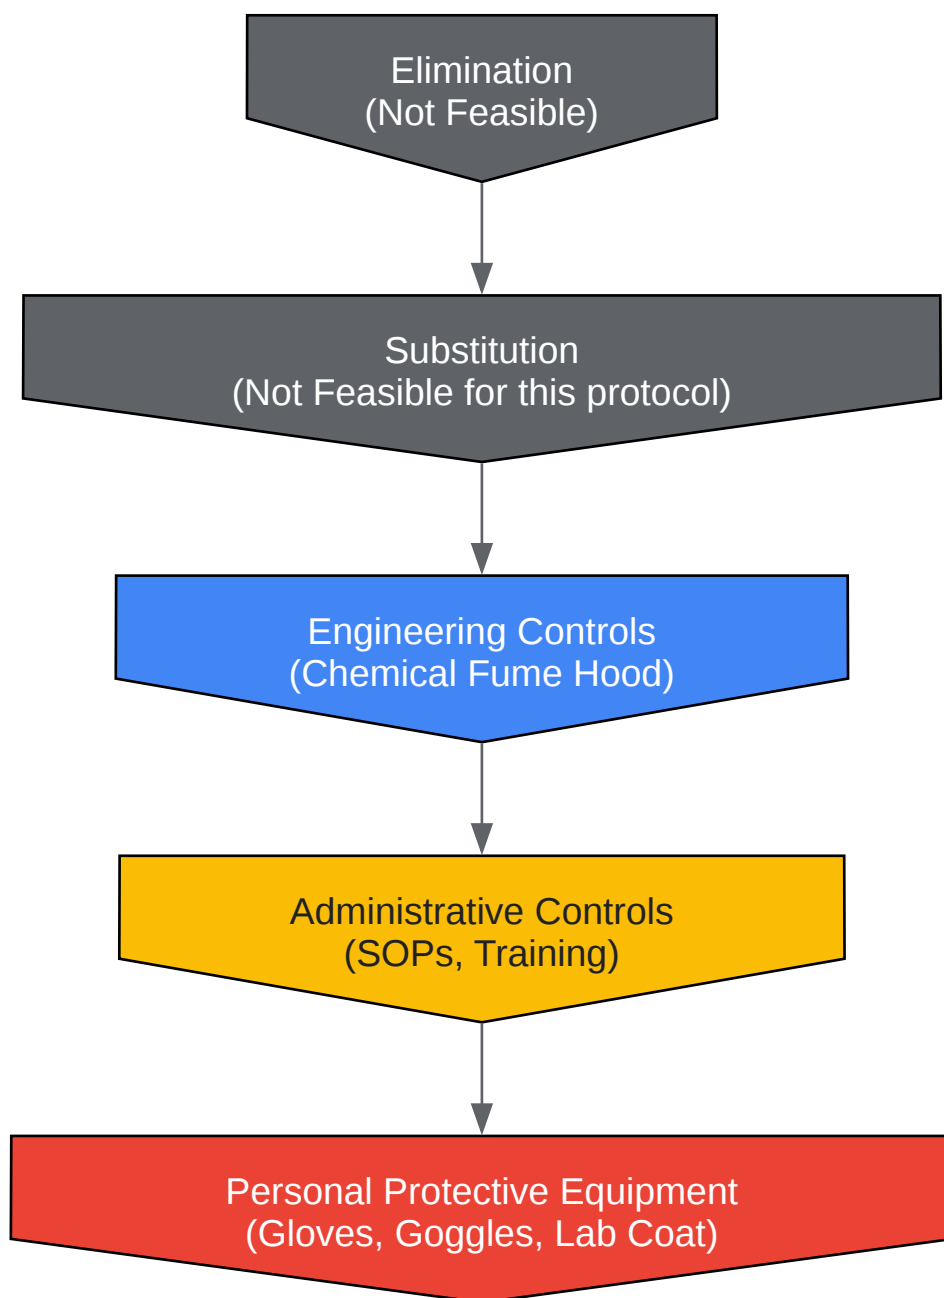 Elimination
(Not Feasible)
Substitution
(Not Feasible for this protocol)
Engineering Controls
(Chemical Fume Hood)
Administrative Controls
(SOPs, Training)
Personal Protective Equipment
(Gloves, Goggles, Lab Coat)